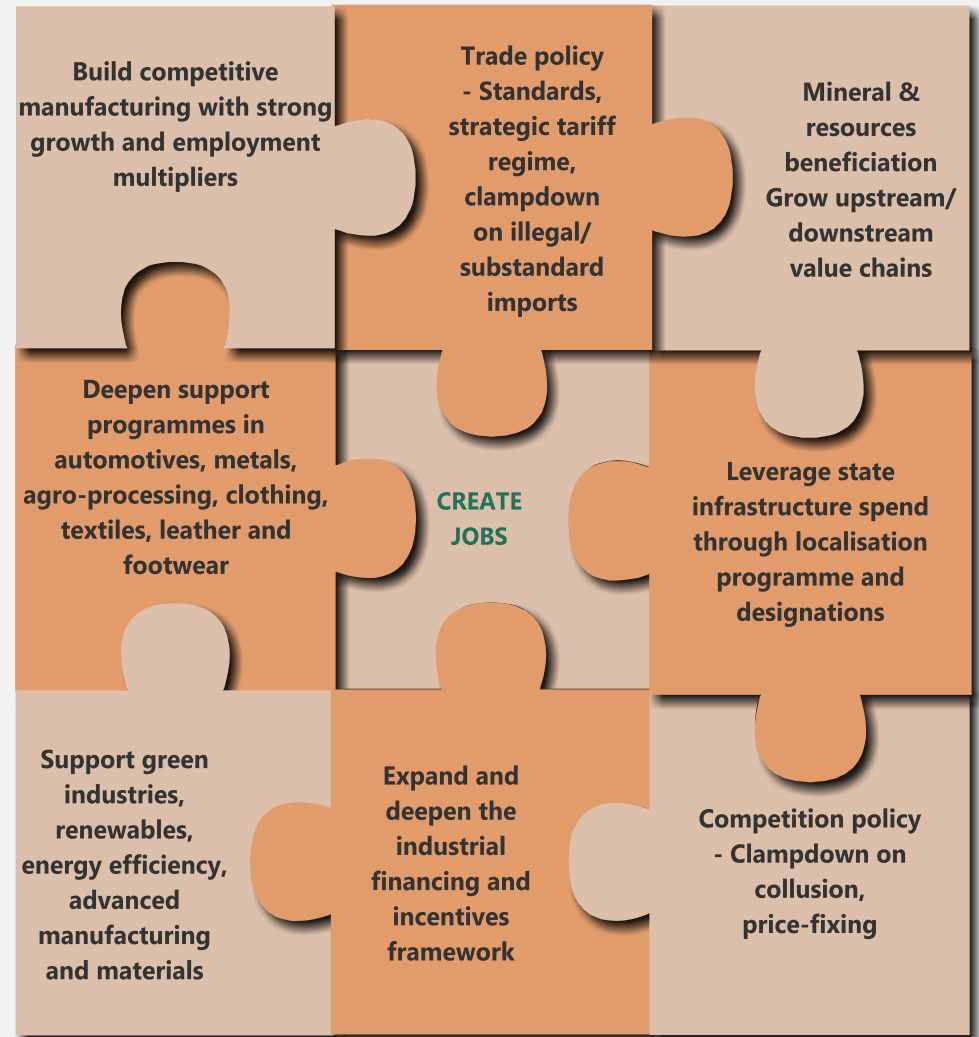 Build competitive
manufacturing with strong
growth and employment
multipliers
Trade policy
- Standards,
strategic tariff
regime,
clampdown
on illegal/
substandard
imports
Mineral &
resources
beneficiation
Grow upstream/
downstream
value chains
Deepen support
programmes in
automotives, metals,
agro-processing, clothing,
textiles, leather and
footwear
CREATE
JOBS
Leverage state
infrastructure spend
through localisation
programme and
designations
Support green
industries,
renewables,
energy efficiency,
advanced
manufacturing
and materials
Expand and
deepen the
industrial
financing and
incentives
framework
Competition policy
- Clampdown on
collusion,
price-fixing